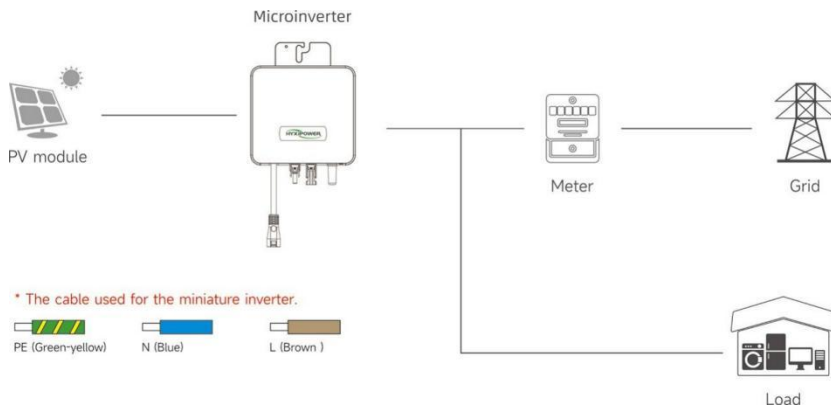 Microinverter
HYXIPOWER
PV module
Meter
Grid
* The cable used for the miniature inverter.
PE (Green-yellow)
N (Blue)
L (Brown )
Load